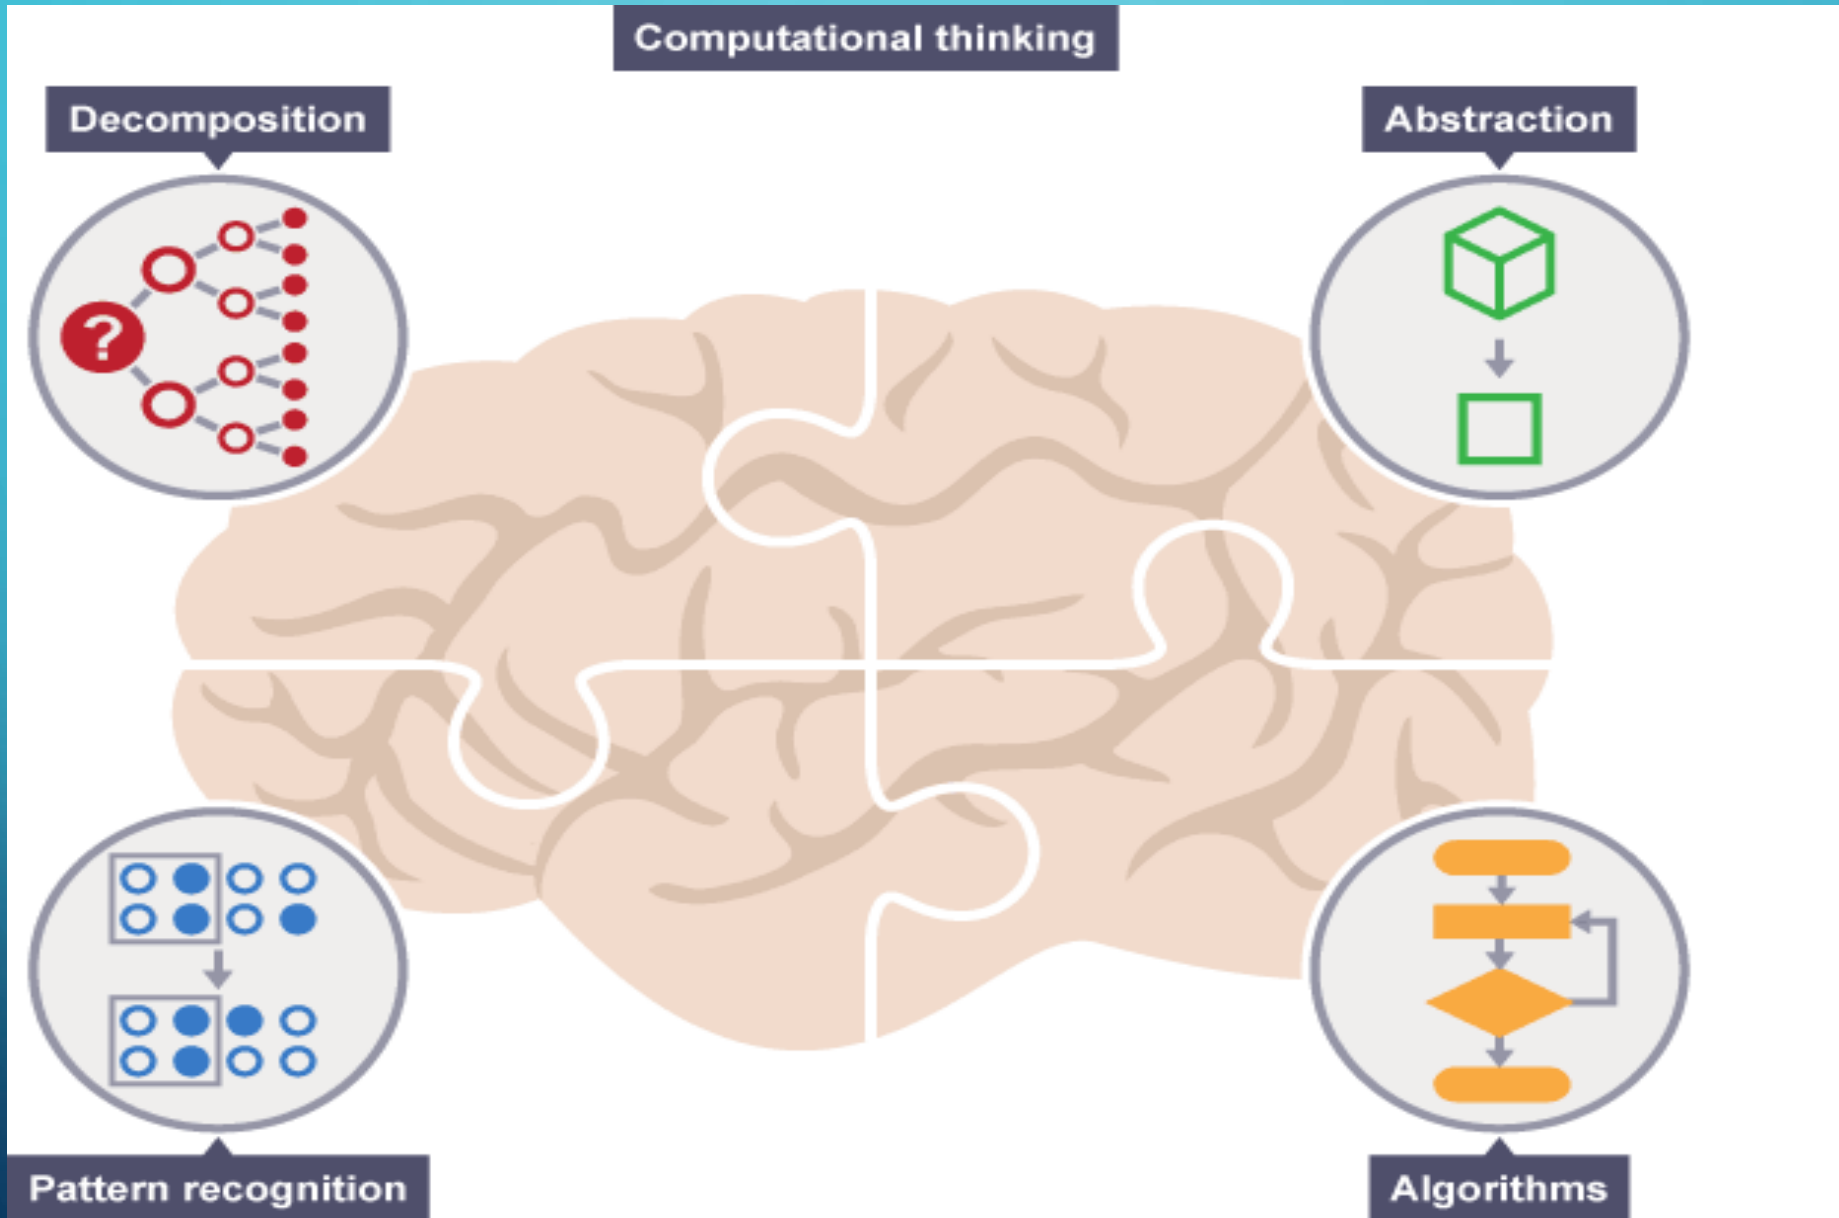 Computational thinking
Decomposition
Abstraction
?
Pattern recognition
Algorithms